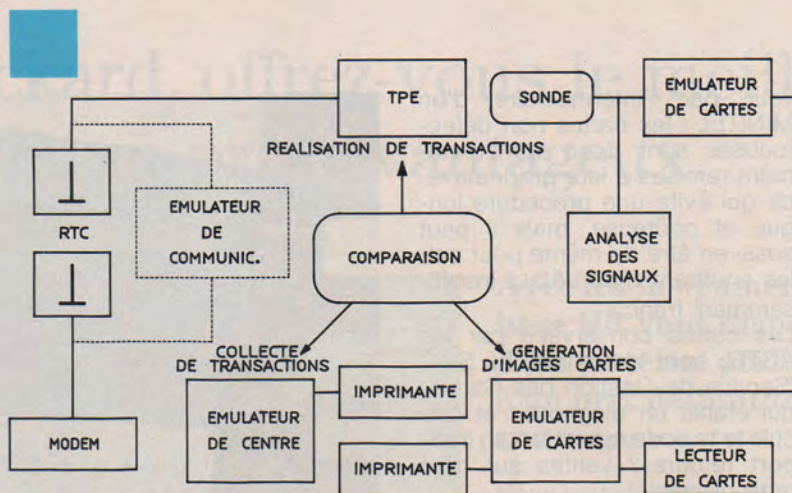 TPE
SONDE
EMULATEUR
DE CARTES
REALISATION DE TRANSACTIONS
RTC
EMULATEUR
DE
COMMUNIC.
COMPARAISON
ANALYSE
DES
SIGNAUX
COLLECTE
DE TRANSACTIONS
GENERATION
D'IMAGES CARTES
EMULATEUR
DE CENTRE
IMPRIMANTE
IMPRIMANTE
EMULATEUR
DE CARTES
MODEM
LECTEUR
DE CARTES